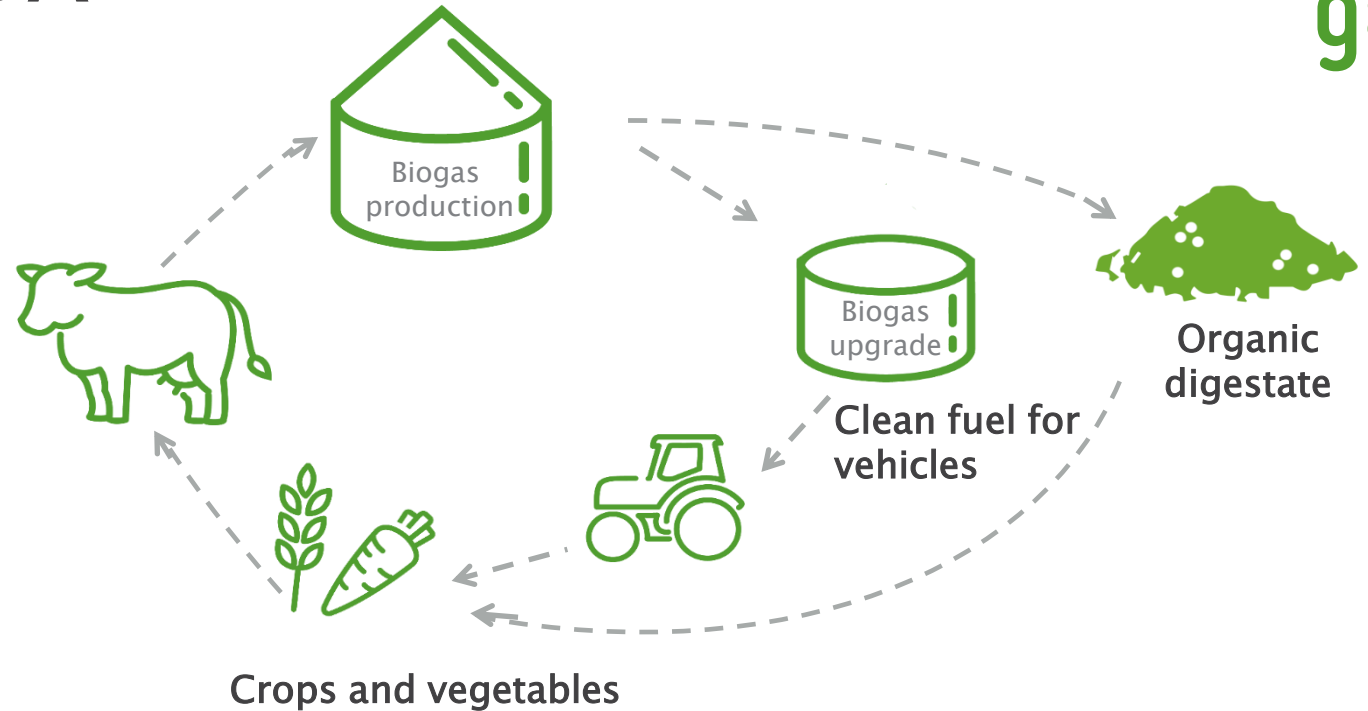 Biogas
production
Biogas
upgrade
Organic
digestate
Clean fuel for
vehicles
Crops and vegetables